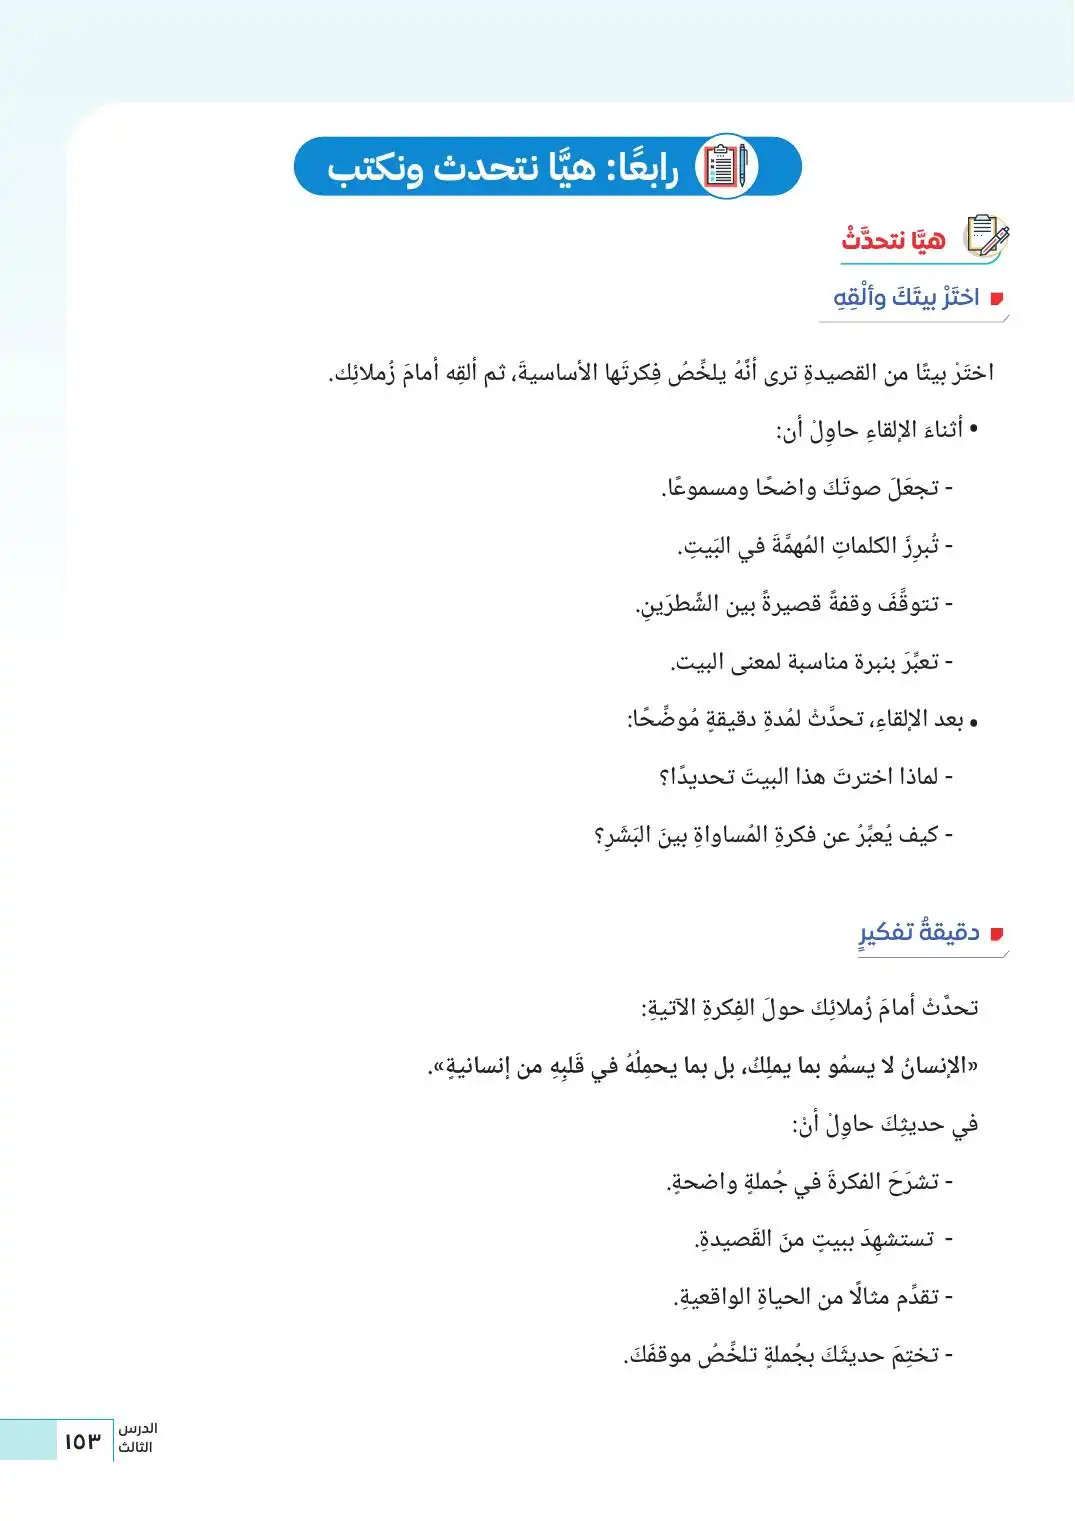 رابعًا: هيَّا نتحدث ونكتب
هيَّا نتحدَّثْ
اختَرْ بيتَكَ وألْقِهِ
اختَرْ بيتًا من القصيدةِ ترى أنَّهُ يلخِّصُ فِكرتَها الأساسيةَ، ثم ألقِه أمامَ زُملائِك.
• أثناءَ الإلقاءِ حاوِلْ أن:
- تجعَلَ صوتَكَ واضحًا ومسموعًا.
- تُبرِزَ الكلماتِ المُهمَّةَ في البَيتِ.
- تتوقَّفَ وقفةً قصيرةً بين الشَّطرَينِ.
- تعبِّرَ بنبرة مناسبة لمعنى البيت.
• بعد الإلقاءِ، تحدَّثْ لمُدةِ دقيقةٍ مُوضِّحًا:
- لماذا اخترتَ هذا البيتَ تحديدًا؟
- كيف يُعبِّرُ عن فكرةِ المُساواةِ بينَ البَشَرِ؟
دقيقةُ تفكيرٍ
تحدَّثْ أمامَ زُملائِكَ حولَ الفِكرةِ الآتيةِ:
«الإنسانُ لا يسمُو بما يملِكُ، بل بما يحمِلُهُ في قَلبِهِ من إنسانيةٍ».
في حديثِكَ حاوِلْ أنْ:
- تشرَحَ الفكرةَ في جُملةٍ واضحةٍ.
- تستشهِدَ ببيتٍ منَ القَصيدةِ.
- تقدِّم مثالًا من الحياةِ الواقعيةِ.
- تختِمَ حديثَكَ بجُملةٍ تلخِّصُ موقفَكَ.
الدرس
الثالث
١٥٣